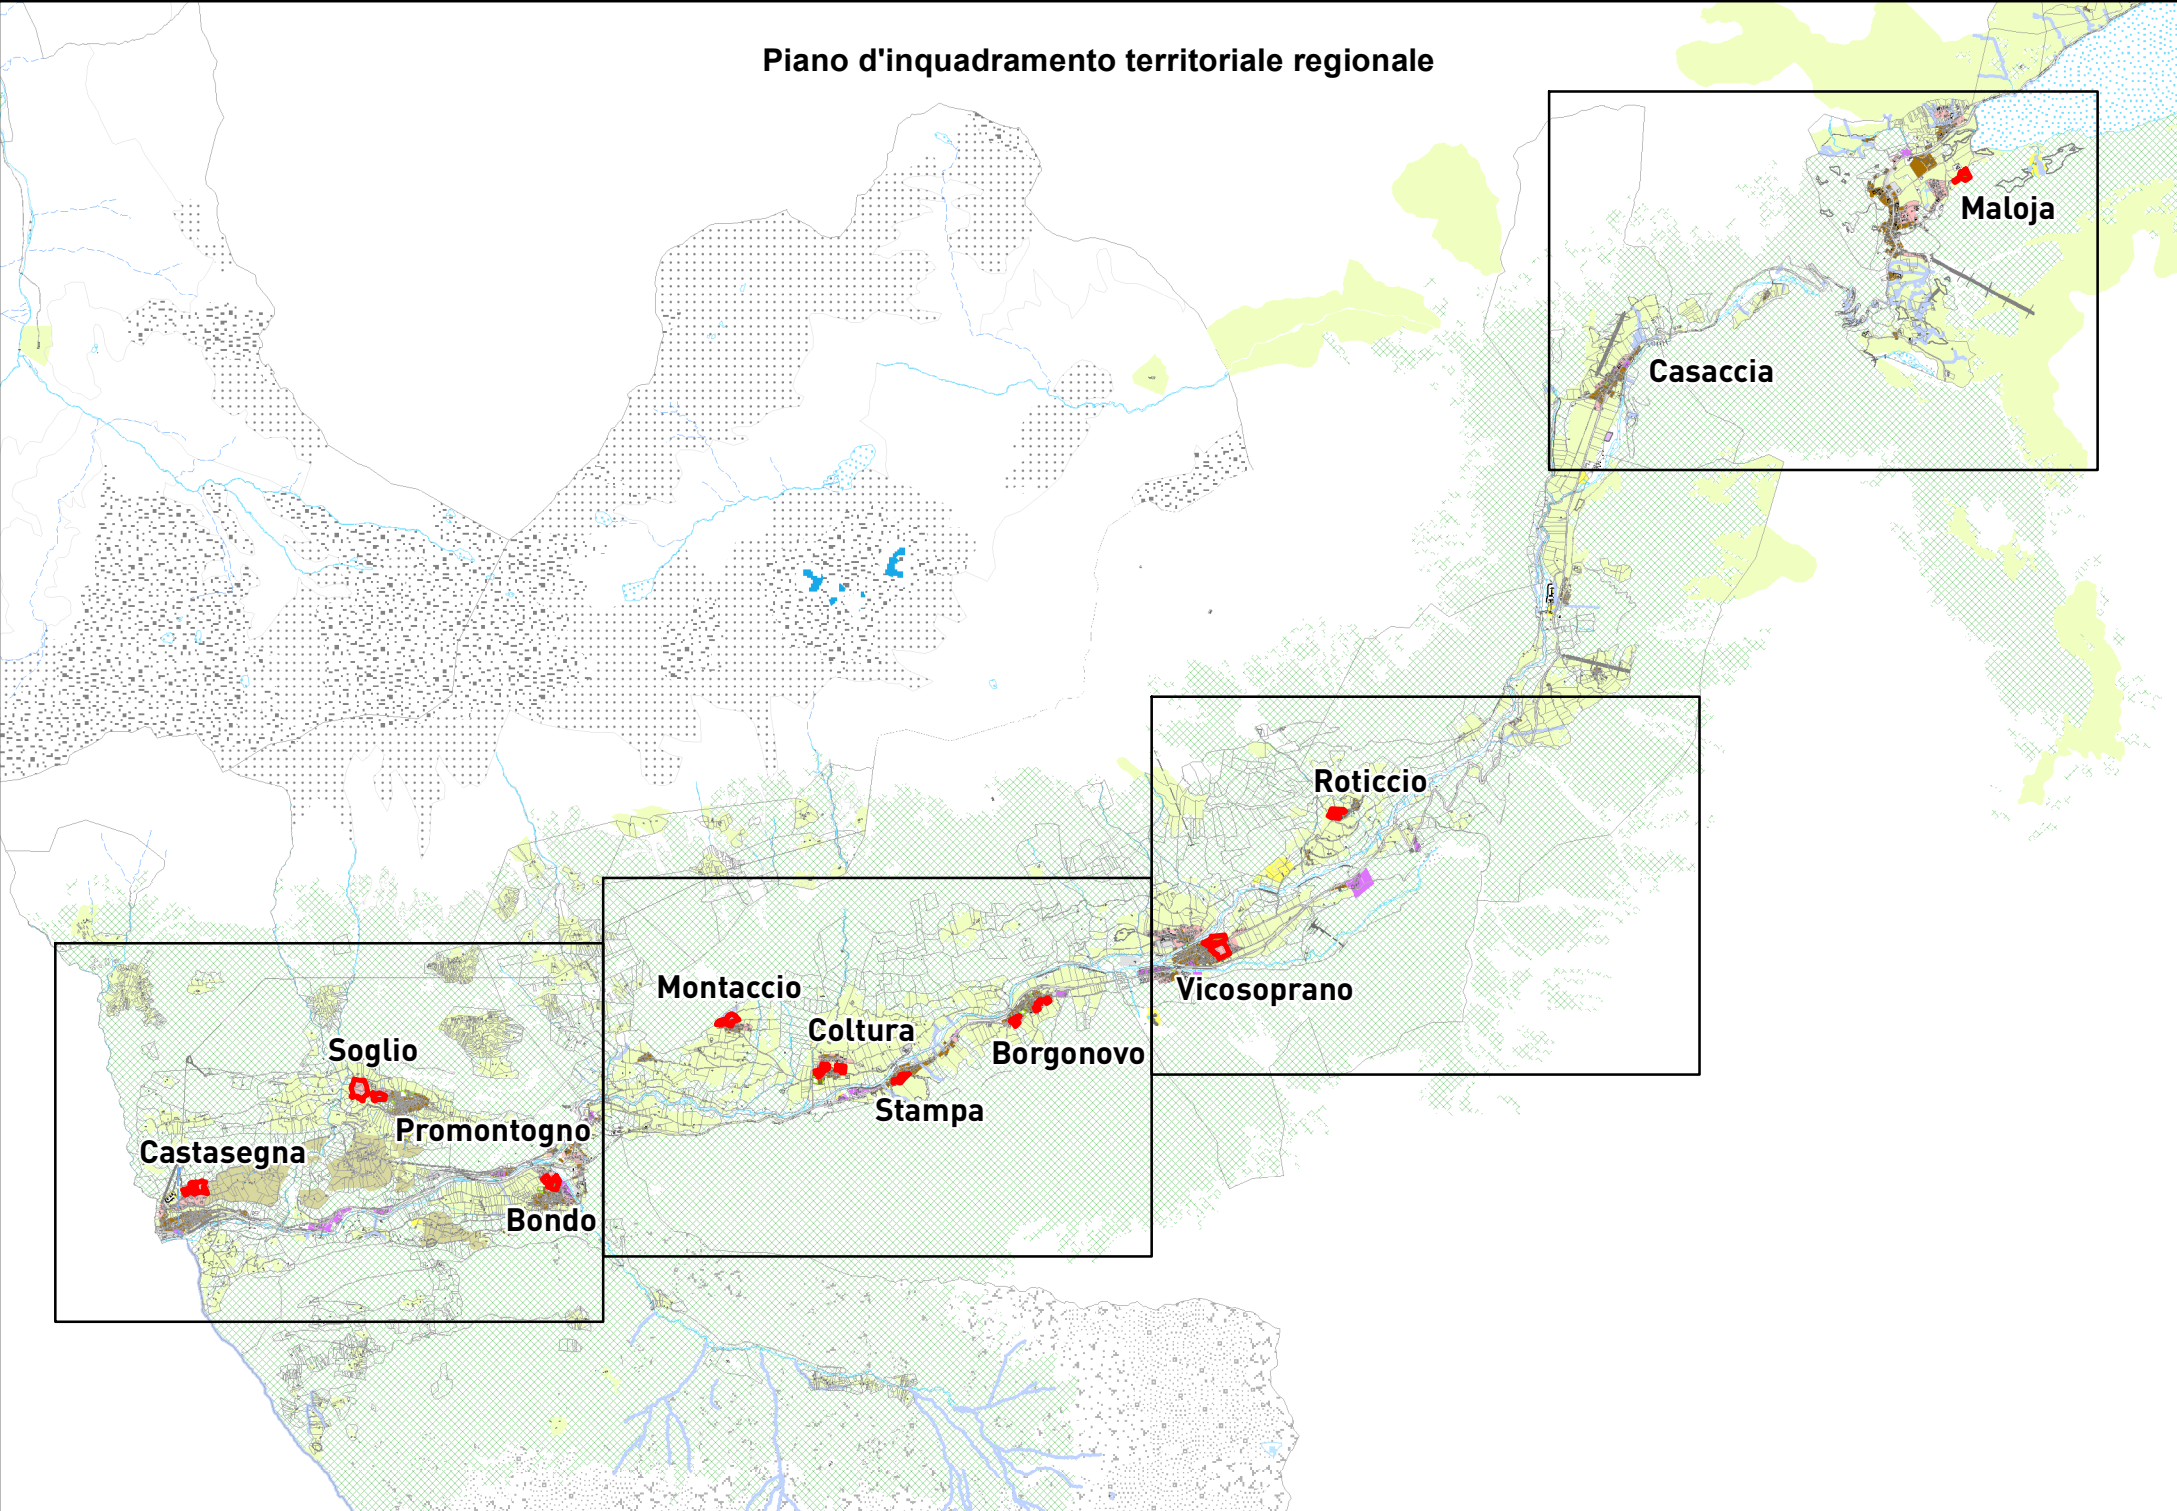 Piano d'inquadramento territoriale regionale
Maloja
Casaccia
Roticcio
Vicosoprano
Montaccio
Coltura
Borgonovo
Soglio
Stampa
Promontogno
Castasegna
Bondo